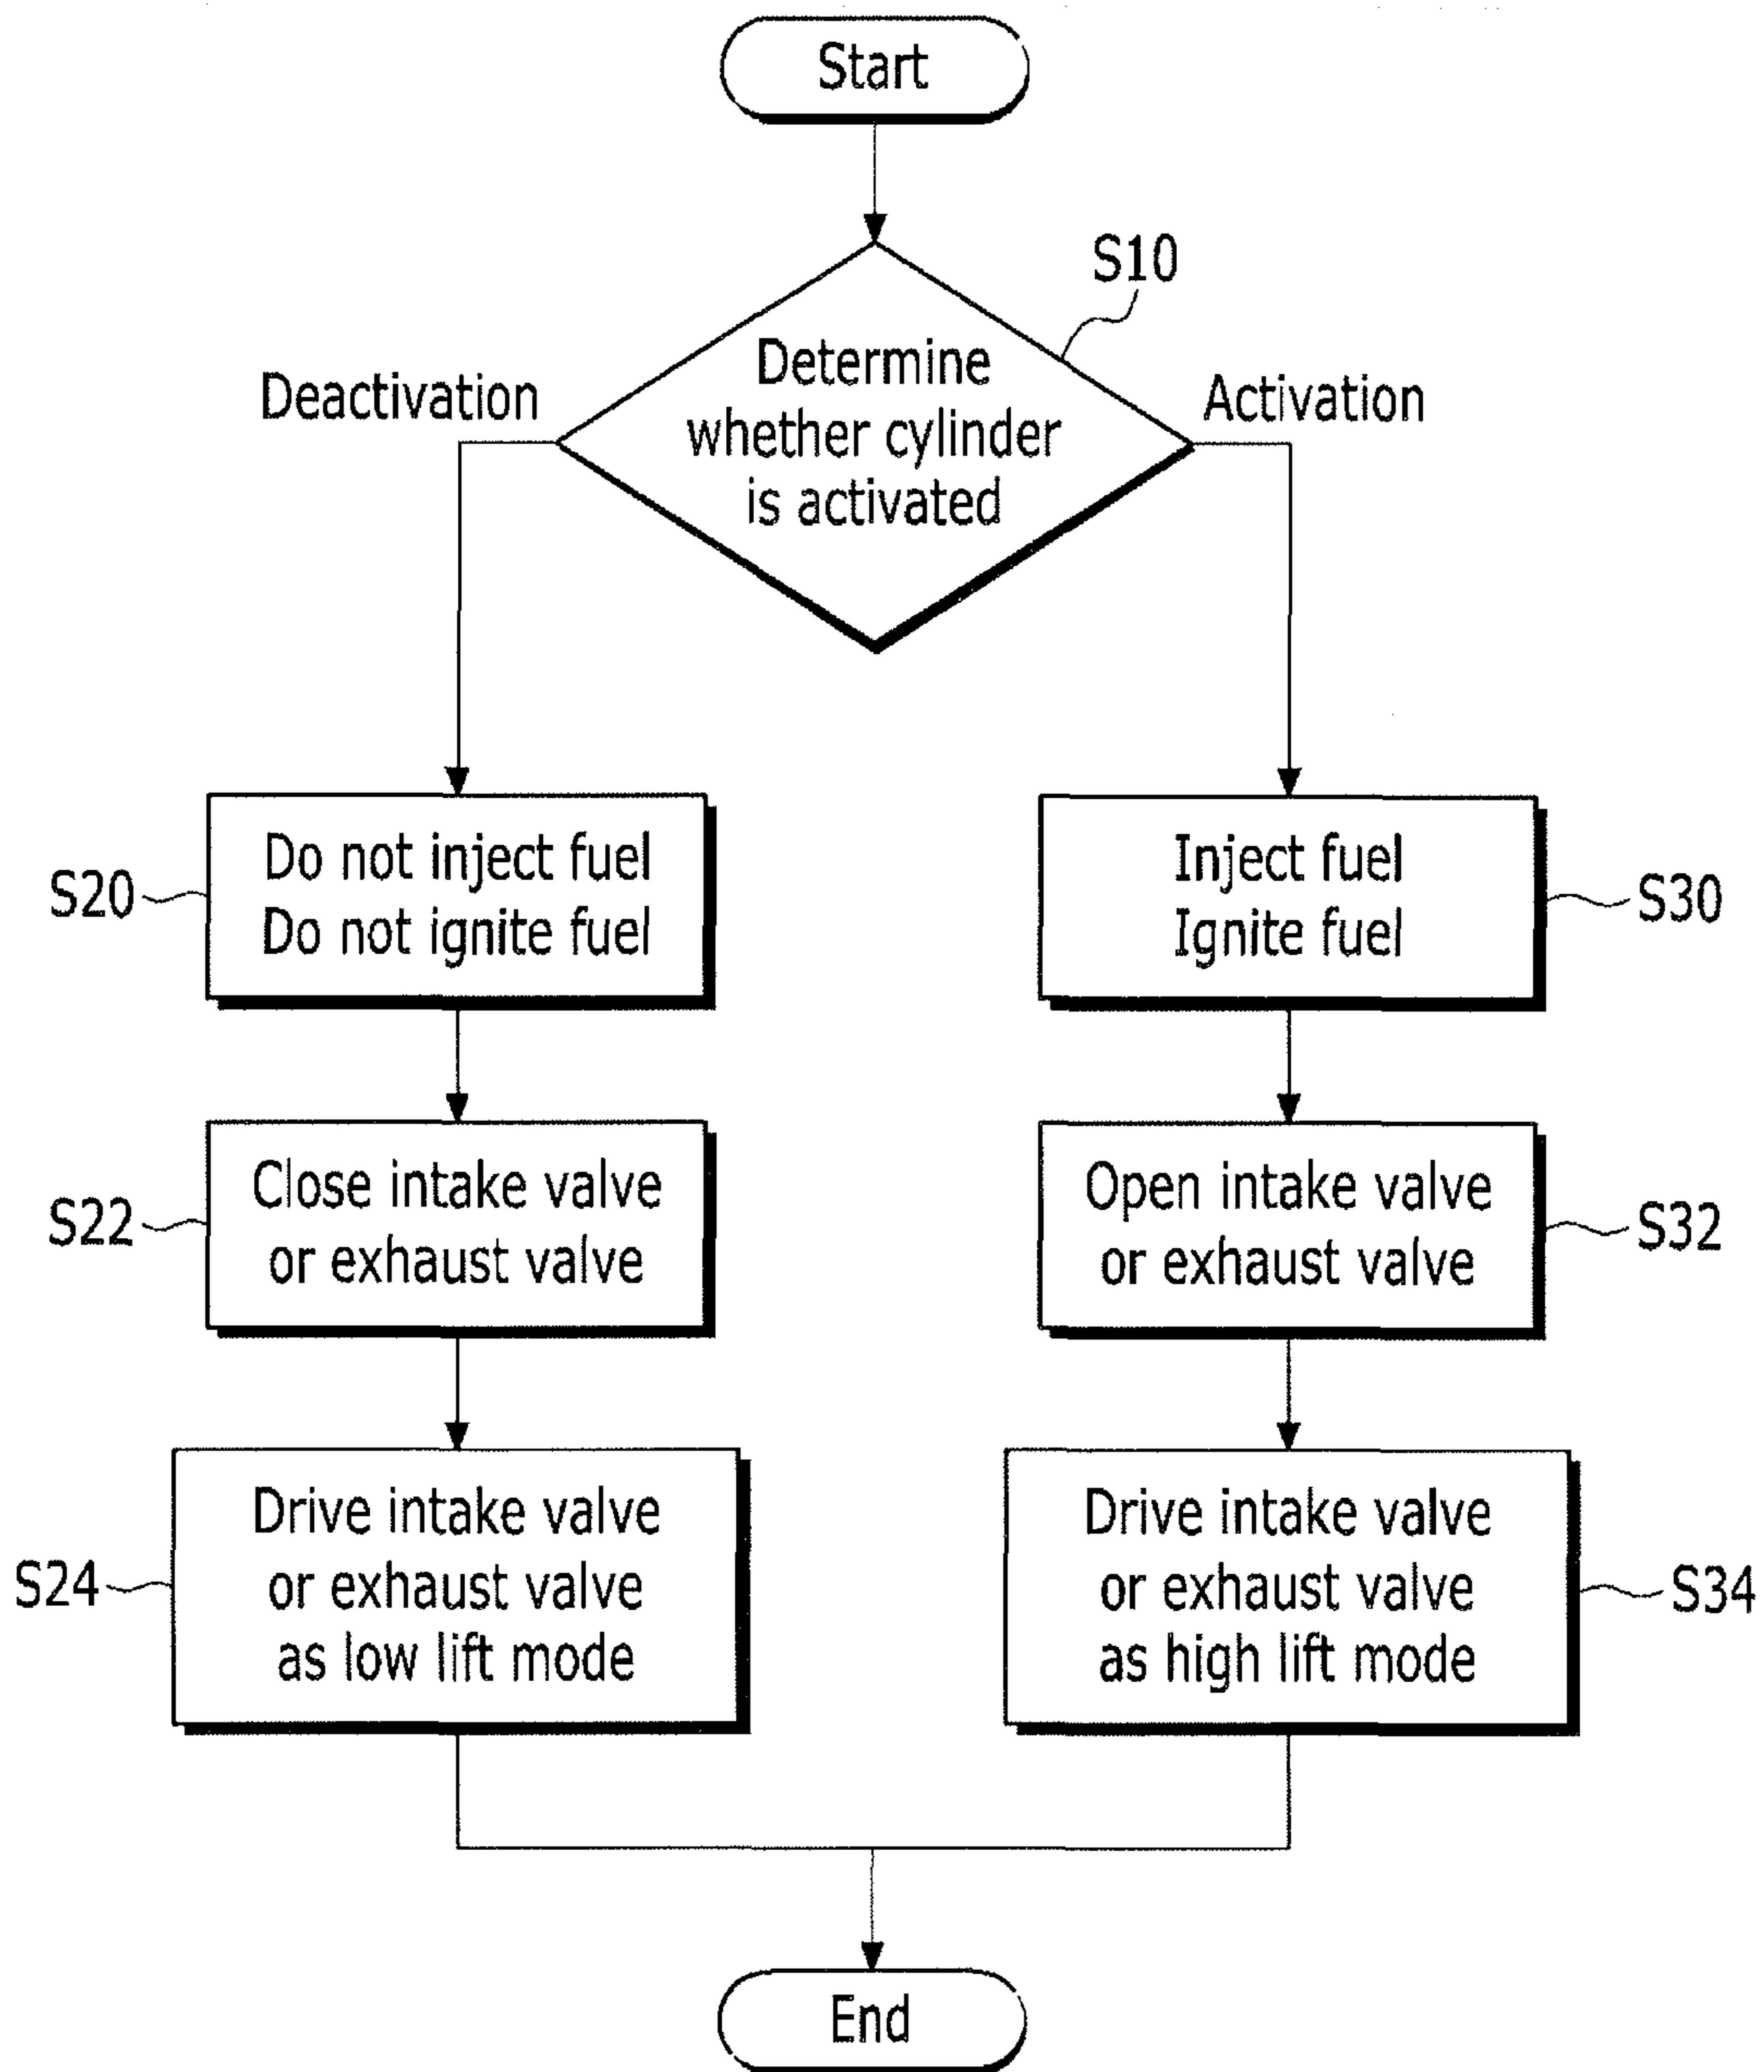 Start
S10
Determine
whether cylinder
is activated
Deactivation
Activation
S20
Do not inject fuel
Do not ignite fuel
Inject fuel
Ignite fuel
S30
S22
Close intake valve
or exhaust valve
Open intake valve
or exhaust valve
S32
S24
Drive intake valve
or exhaust valve
as low lift mode
Drive intake valve
or exhaust valve
as high lift mode
S34
End